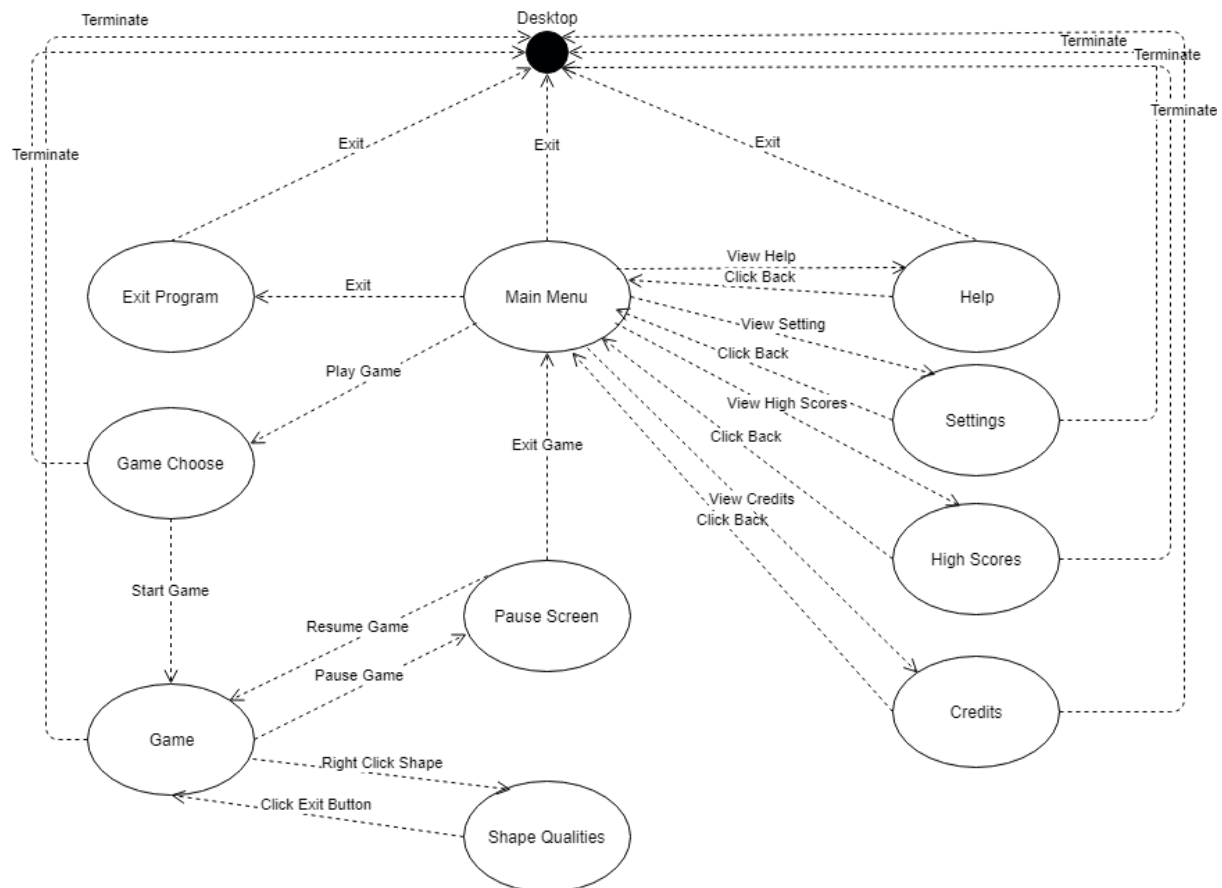 Terminate
Desktop
Terminate
Terminate
Terminate
Exit
Exit
Exit
Terminate
Exit Program
Exit
Main Menu
View Help
Click Back
Help
View Setting
Click Back
Settings
Play Game
View High Scores
Click Back
Game Choose
Exit Game
View Credits
Click Back
High Scores
Start Game
Resume Game
Pause Screen
Pause Game
Game
Credits
Right Click Shape
Click Exit Button
Shape Qualities